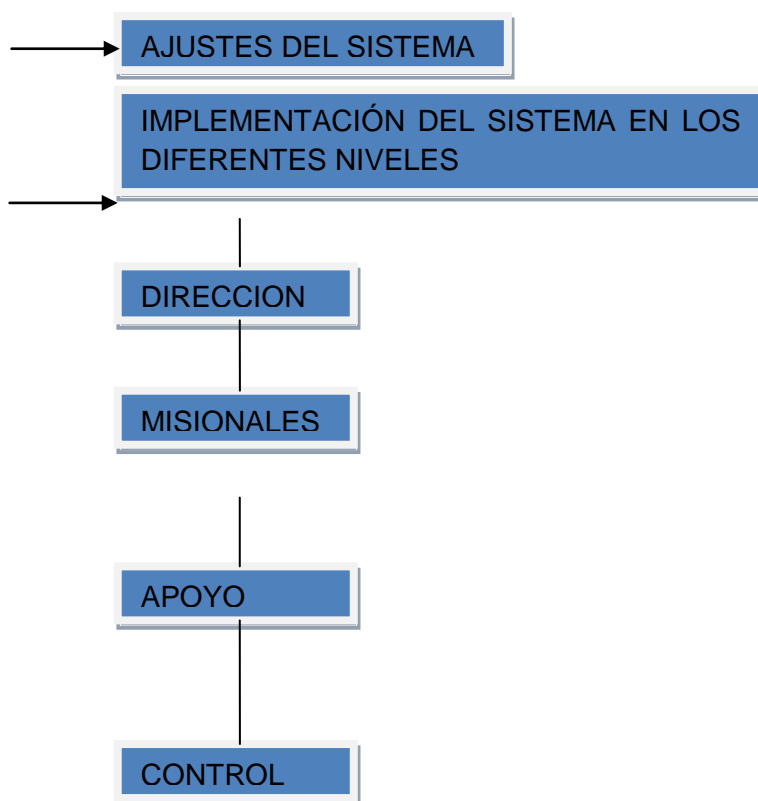 AJUSTES DEL SISTEMA
IMPLEMENTACIÓN DEL SISTEMA EN LOS
DIFERENTES NIVELES
DIRECCION
MISIONALES
APOYO
CONTROL